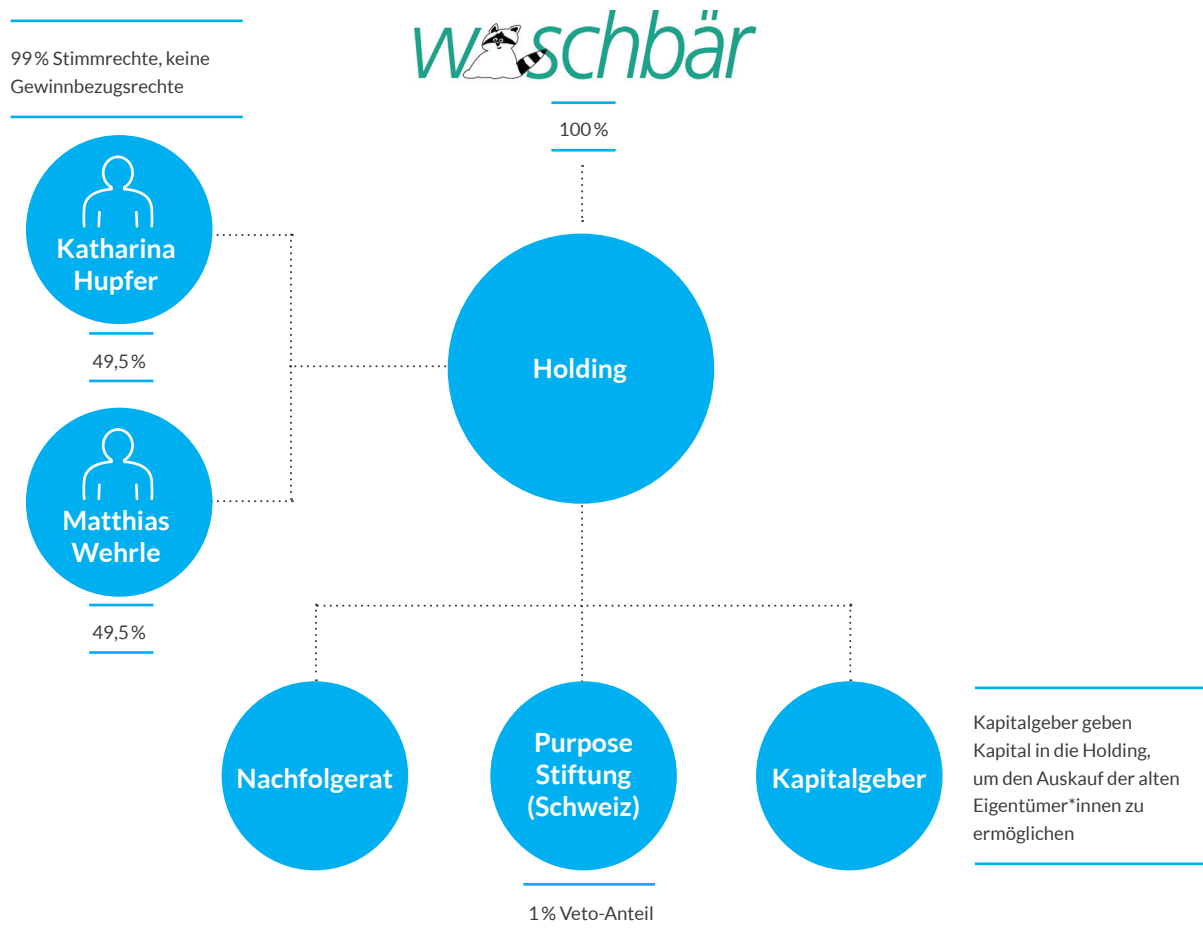 waschbär
99 % Stimmrechte, keine
Gewinnbezugsrechte
100 %
Katharina
Hupfer
49,5 %
Holding
Matthias
Wehrle
49,5 %
Nachfolgerat
Purpose
Stiftung
(Schweiz)
1 % Veto-Anteil
Kapitalgeber
Kapitalgeber geben
Kapital in die Holding,
um den Auskauf der alten
Eigentümer*innen zu
ermöglichen